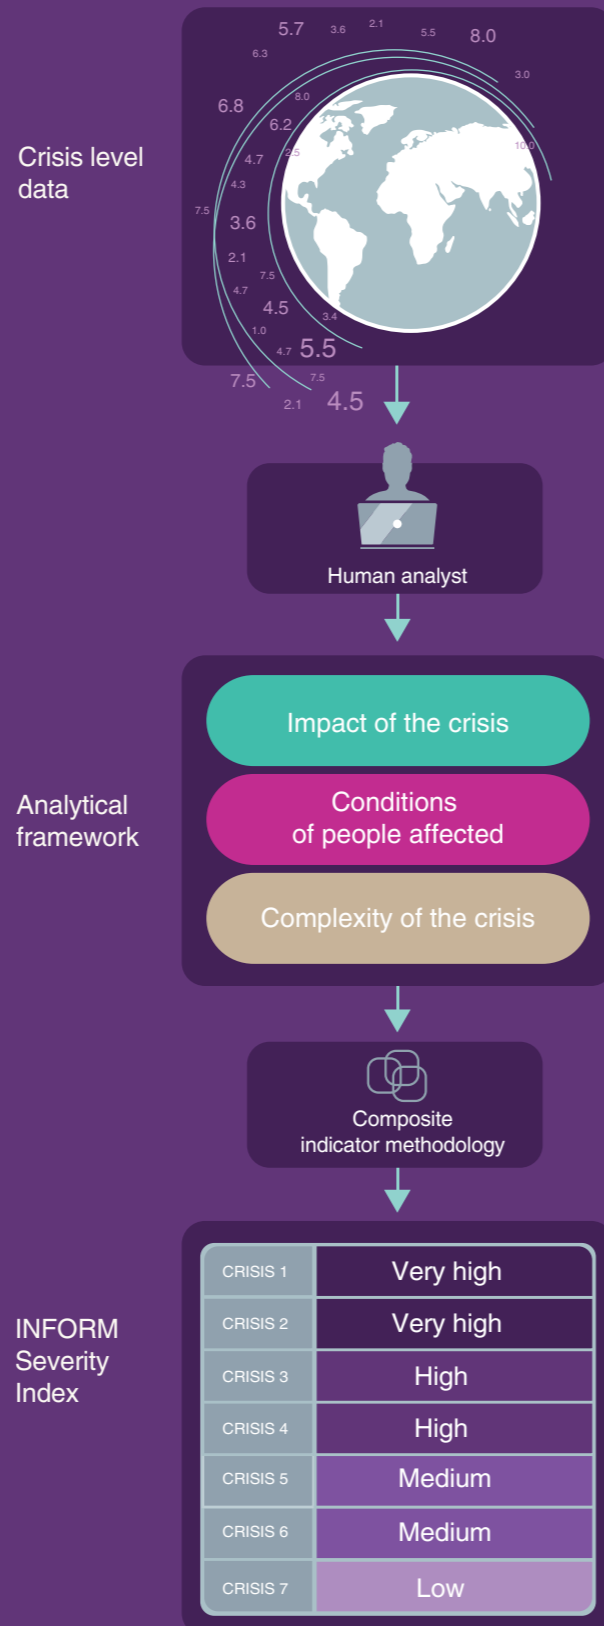 5.7
3.6
2.1
5.5
8.0
6.3
3.0
8.0
6.8
6.2
10.0
2.5
4.7
Crisis level
data
4.3
7.5
3.6
2.1
7.5
4.7
4.5
3.4
1.0
4.7
5.5
7.5
7.5
2.1
4.5
Human analyst
Analytical
framework
Impact of the crisis
Conditions
of people affected
Complexity of the crisis
Composite
indicator methodology
INFORM
Severity
Index
CRISIS 1 Very high
CRISIS 2 Very high
CRISIS 3 High
CRISIS 4 High
CRISIS 5 Medium
CRISIS 6 Medium
CRISIS 7 Low